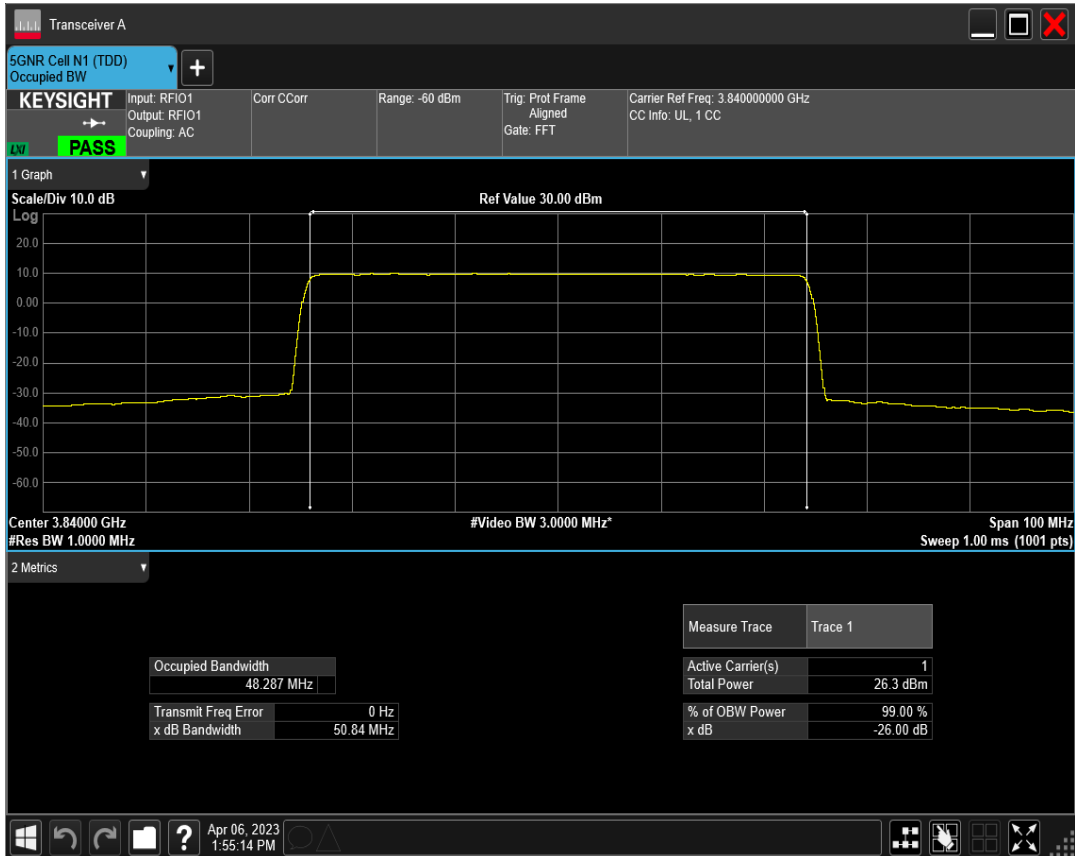 Transceiver A
5GNR Cell N1 (TDD)
Occupied BW
+
KEYSIGHT
LXI
PASS
Input: RFIO1
Output: RFIO1
Coupling: AC
Corr CCorr
Range: -60 dBm
Trig: Prot Frame
Aligned
Gate: FFT
Carrier Ref Freq: 3.840000000 GHz
CC Info: UL, 1 CC
1 Graph
Scale/Div 10.0 dB
Ref Value 30.00 dBm
Log
20.0
10.0
0.00
-10.0
-20.0
-30.0
-40.0
-50.0
-60.0
Center 3.84000 GHz
#Video BW 3.0000 MHz*
Span 100 MHz
#Res BW 1.0000 MHz
Sweep 1.00 ms (1001 pts)
2 Metrics
Measure Trace Trace 1
Occupied Bandwidth
48.287 MHz
Active Carrier(s) 1
Total Power 26.3 dBm
Transmit Freq Error 0 Hz
x dB Bandwidth 50.84 MHz
% of OBW Power 99.00 %
x dB -26.00 dB
?
Apr 06, 2023
1:55:14 PM